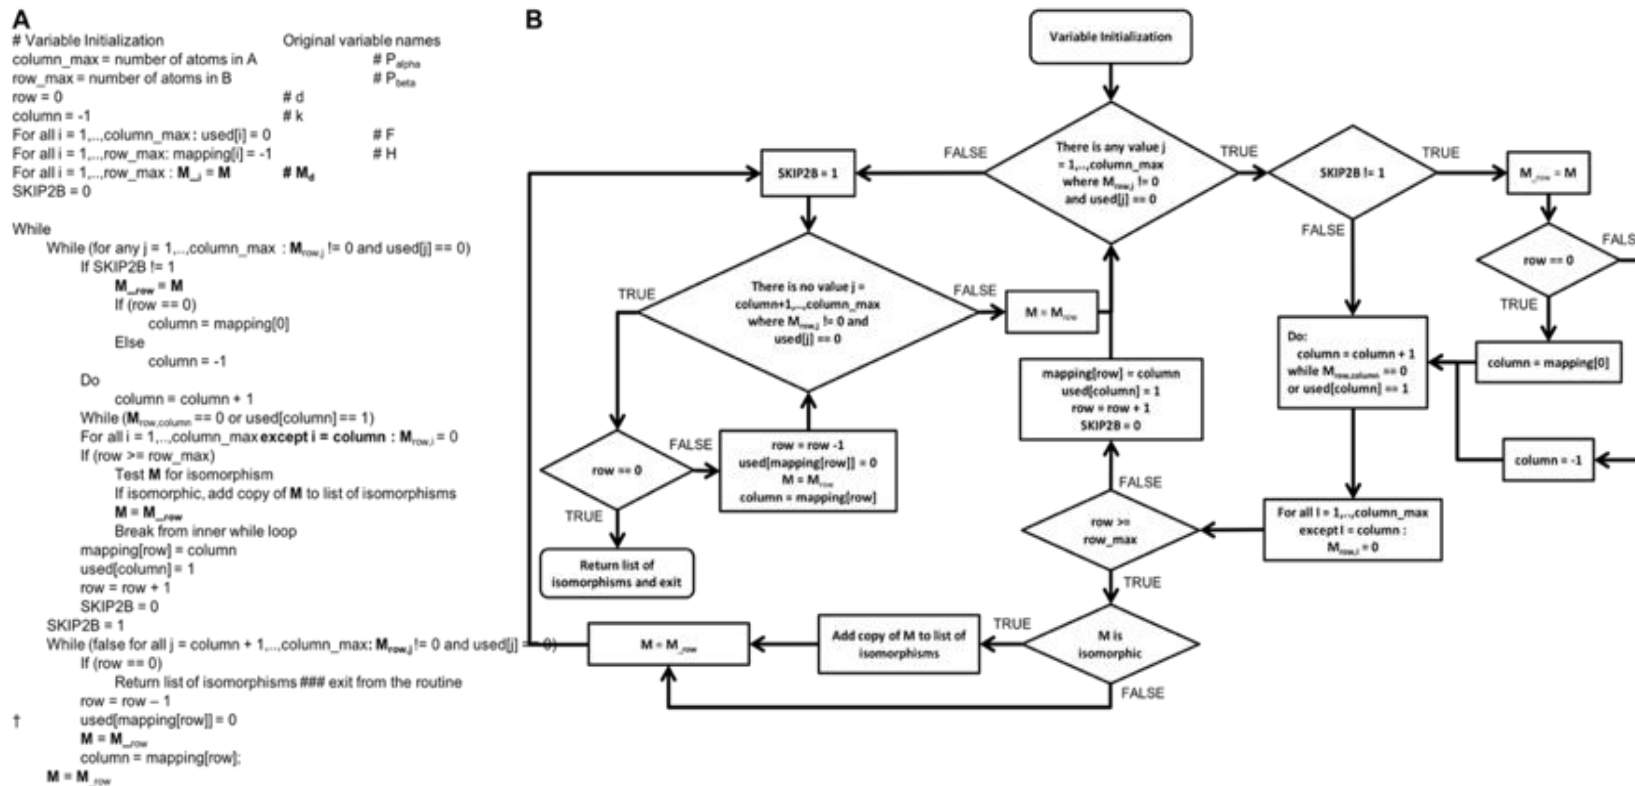 A
# Variable Initialization Original variable names
column_max = number of atoms in A # Palpha
row_max = number of atoms in B # Pbeta
row = 0 # d
column = -1 # k
For all i = 1,..,column_max : used[i] = 0 # F
For all i = 1,..,row_max: mapping[i] = -1 # H
For all i = 1,..,row_max : M_i = M # Md
SKIP2B = 0
While
While (for any j = 1,..,column_max : Mrow,j != 0 and used[j] == 0)
If SKIP2B != 1
M_row = M
If (row == 0)
column = mapping[0]
Else
column = -1
Do
column = column + 1
While (Mrow,column == 0 or used[column] == 1)
For all i = 1,..,column_max except i = column : Mrow,i = 0
If (row >= row_max)
Test M for isomorphism
If isomorphic, add copy of M to list of isomorphisms
M = M_row
Break from inner while loop
mapping[row] = column
used[column] = 1
row = row + 1
SKIP2B = 0
SKIP2B = 1
While (false for all j = column + 1,..,column_max: Mrow,j != 0 and used[j] == 0)
If (row == 0)
Return list of isomorphisms ### exit from the routine
row = row – 1
† used[mapping[row]] = 0
M = M_row
column = mapping[row];
M = M_row
B
Variable Initialization
There is any value j
= 1,..,column_max
where Mrow,j != 0
and used[j] == 0
FALSE
TRUE
SKIP2B = 1
SKIP2B != 1
TRUE
FALSE
M_row = M
row == 0
FALS
TRUE
column = mapping[0]
column = -1
Do:
column = column + 1
while Mrow,column == 0
or used[column] == 1
For all I = 1,..,column_max
except I = column :
Mrow,I = 0
There is no value j =
column+1,..,column_max
where Mrow,j != 0 and
used[j] == 0
TRUE
FALSE
M = Mrow
mapping[row] = column
used[column] = 1
row = row + 1
SKIP2B = 0
FALSE
row >=
row_max
TRUE
row == 0
FALSE
TRUE
row = row -1
used[mapping[row]] = 0
M = Mrow
column = mapping[row]
Return list of
isomorphisms and exit
M is
isomorphic
TRUE
FALSE
Add copy of M to list of
isomorphisms
M = M_row